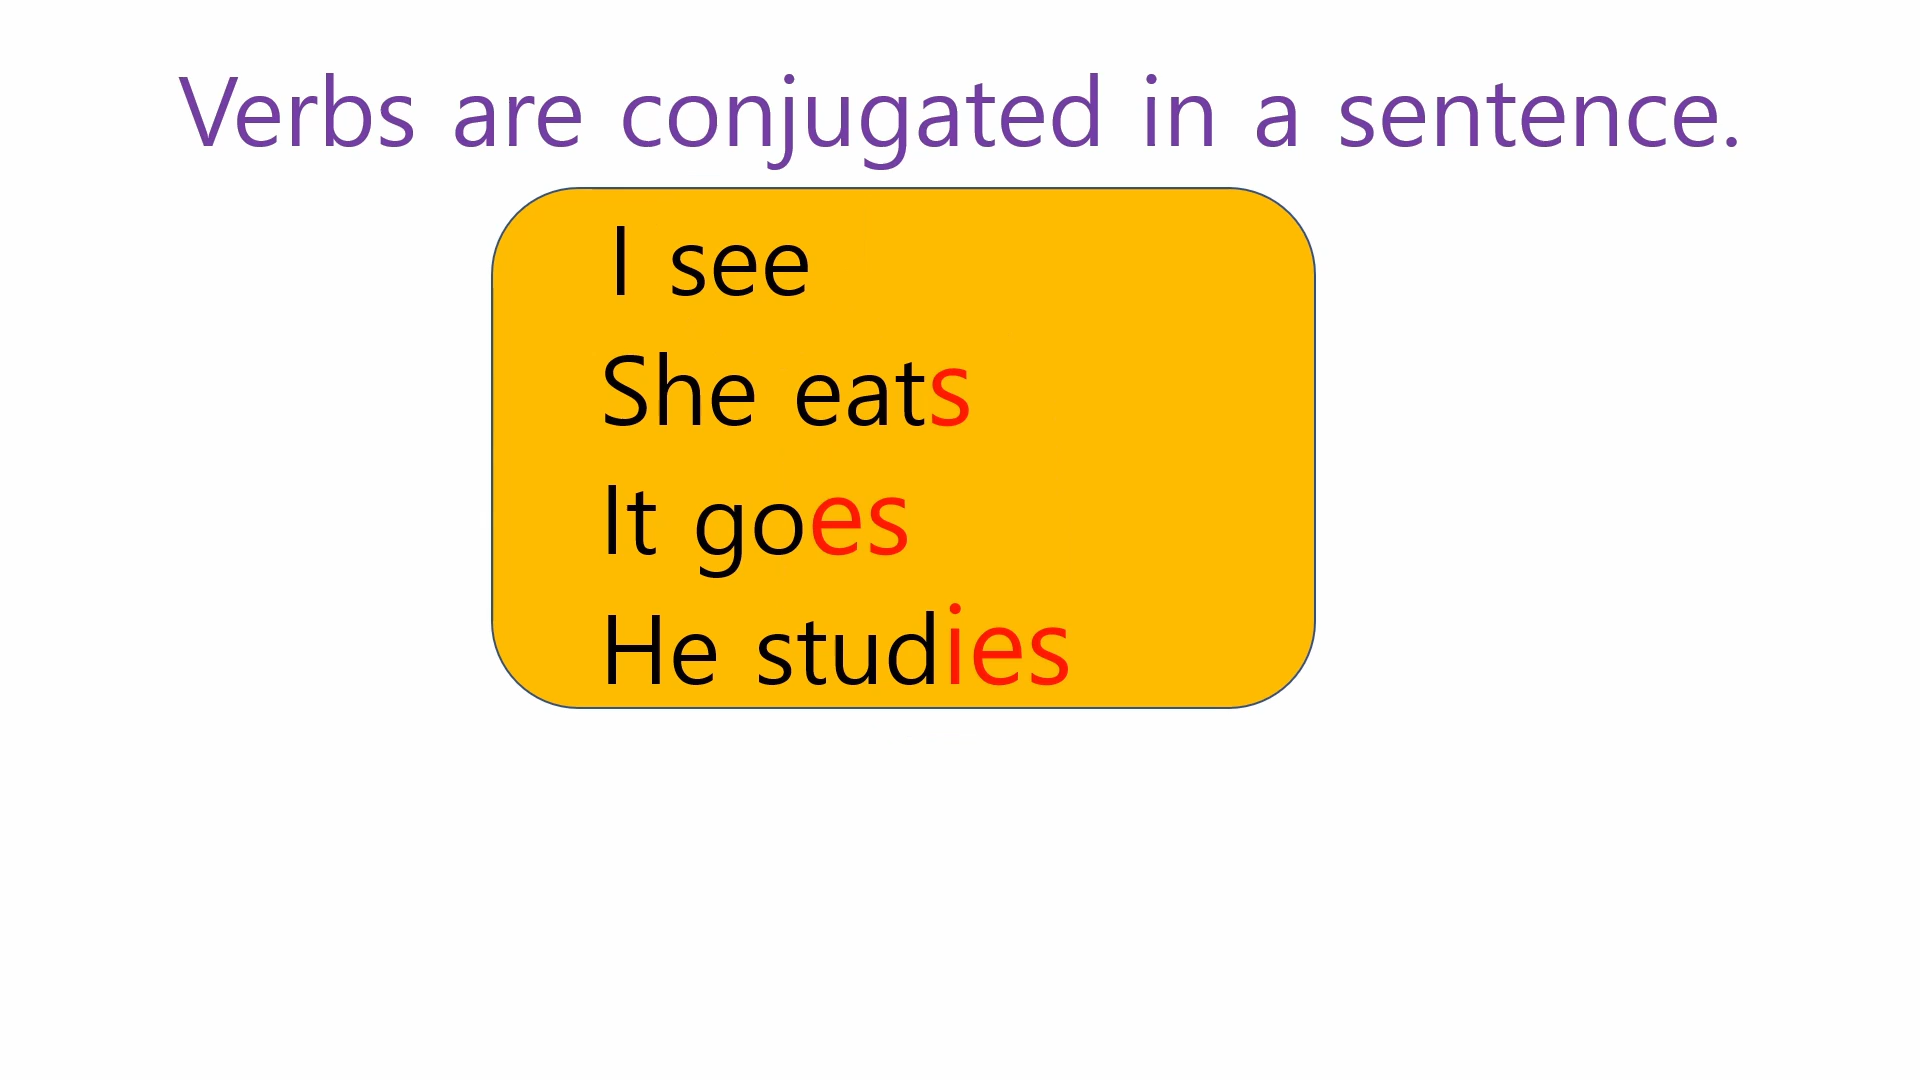 Verbs are conjugated in a sentence.
I see
She eats
It goes
He studies